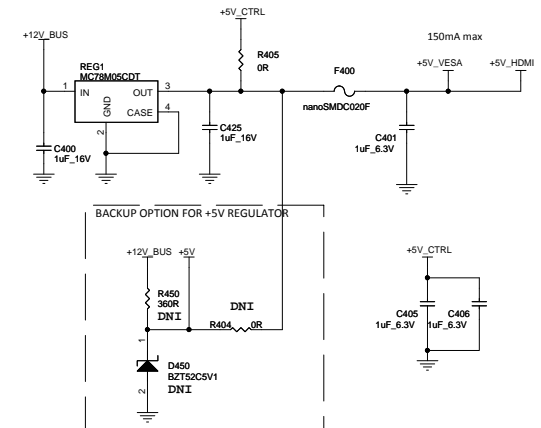 +5V_CTRL
+12V_BUS
R405
0R
150mA max
REG1
MC78M05CDT
F400
+5V_VESA
+5V_HDMI
1
IN
OUT
3
GND
CASE
4
nanoSMDC020F
2
C400
1uF_16V
C425
1uF_16V
C401
1uF_6.3V
BACKUP OPTION FOR +5V REGULATOR
+12V_BUS
+5V
+5V_CTRL
R450
360R
DNI
DNI
R404
0R
C405
1uF_6.3V
C406
1uF_6.3V
1
D450
BZT52C5V1
2
DNI